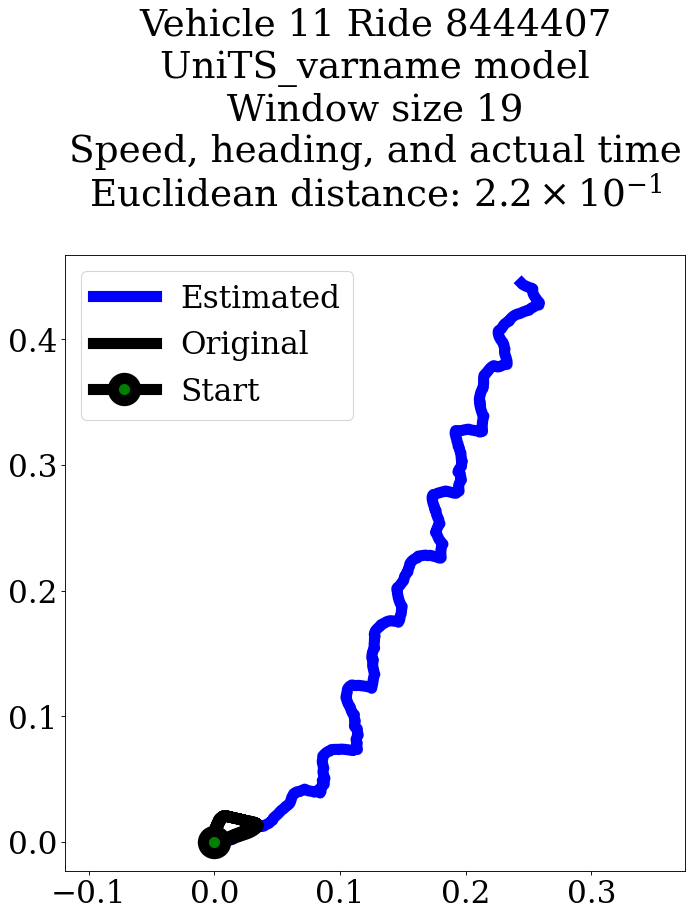 Vehicle 11 Ride 8444407
UniTS_varname model
Window size 19
Speed, heading, and actual time
Euclidean distance: 2.2 × 10⁻¹
Estimated
Original
Start
0.4
0.3
0.2
0.1
0.0
−0.1 0.0 0.1 0.2 0.3